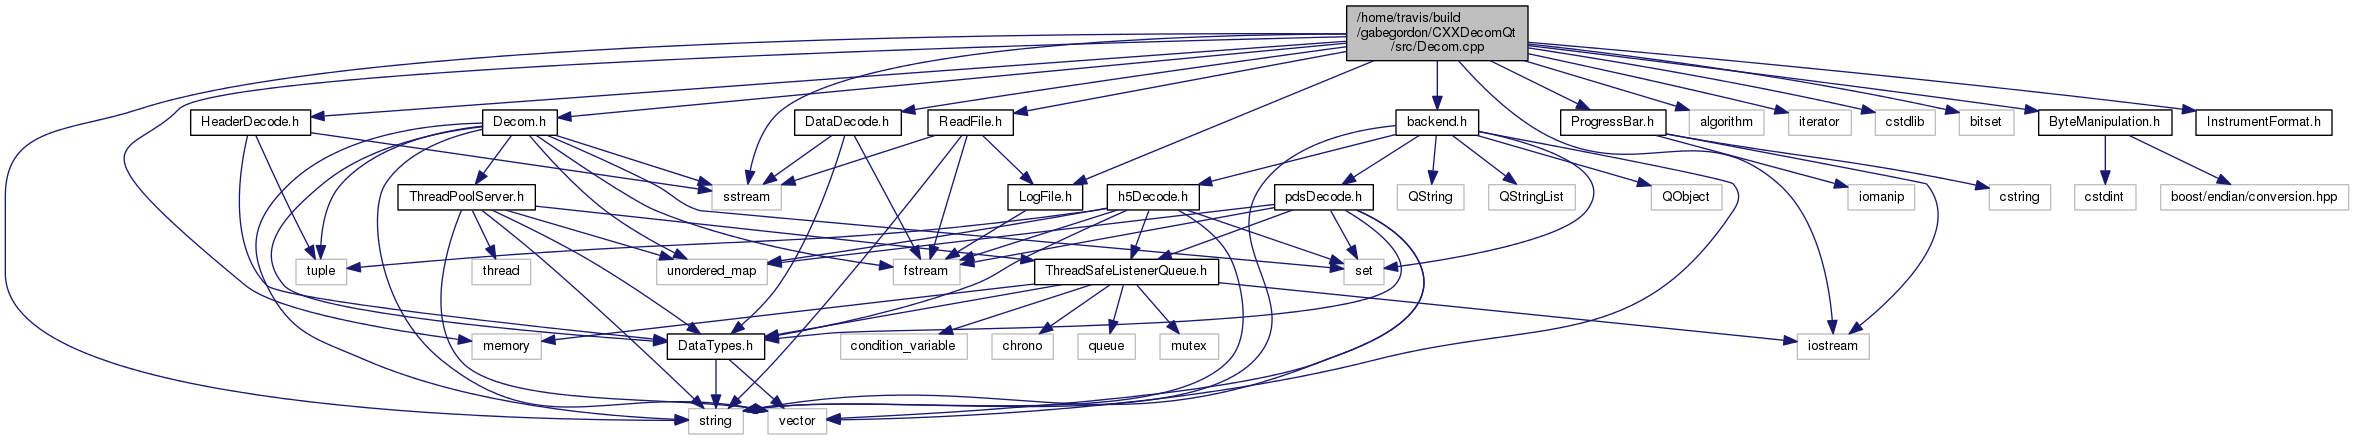 /home/travis/build
/gabegordon/CXXDecomQt
/src/Decom.cpp
HeaderDecode.h
Decom.h
DataDecode.h
ReadFile.h
backend.h
ProgressBar.h
algorithm
iterator
cstdlib
bitset
ByteManipulation.h
InstrumentFormat.h
ThreadPoolServer.h
sstream
LogFile.h
h5Decode.h
pdsDecode.h
QString
QStringList
QObject
iomanip
cstring
cstdint
boost/endian/conversion.hpp
tuple
thread
unordered_map
fstream
ThreadSafeListenerQueue.h
set
memory
DataTypes.h
condition_variable
chrono
queue
mutex
iostream
string
vector